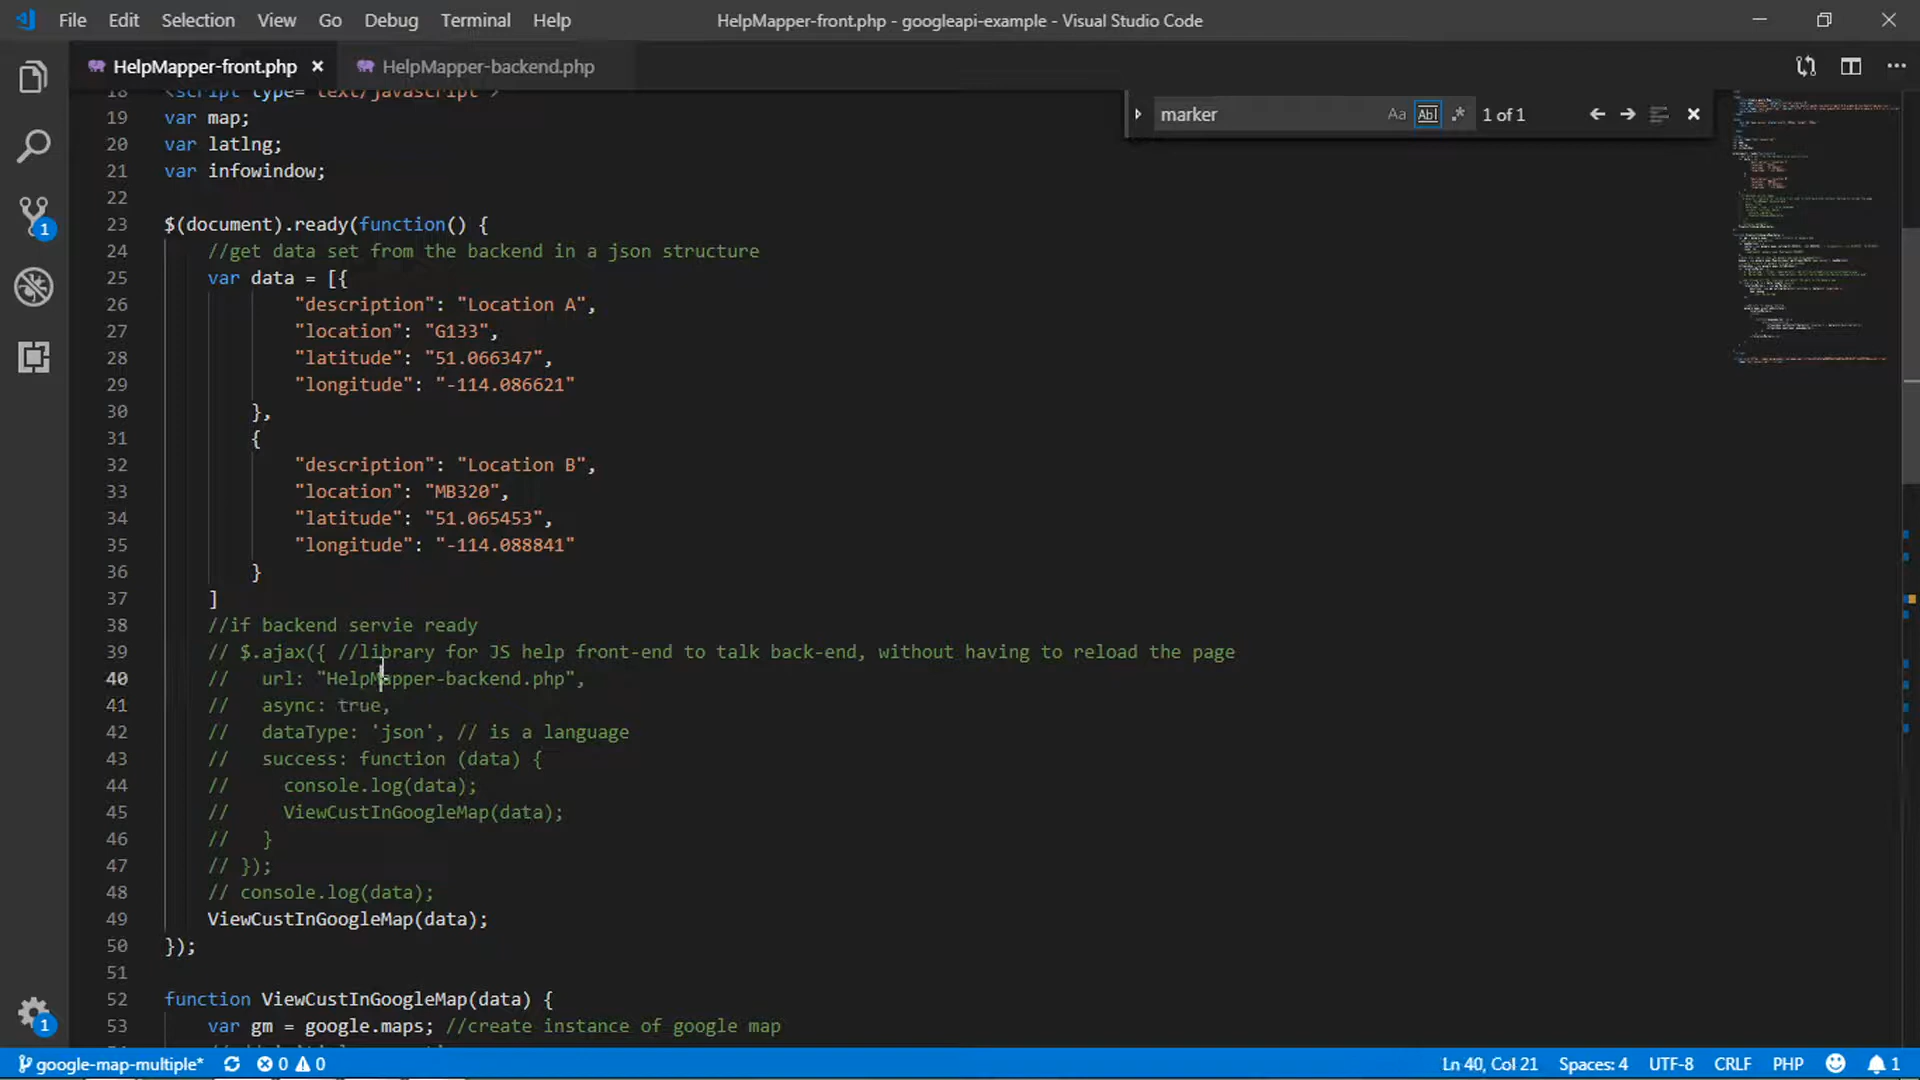 File Edit Selection View Go Debug Terminal Help HelpMapper-front.php - googleapi-example - Visual Studio Code
HelpMapper-front.php HelpMapper-backend.php
marker Aa Abl .* 1 of 1
18 <script type="text/javascript">
19 var map;
20 var latlng;
21 var infowindow;
22
23 $(document).ready(function() {
24 //get data set from the backend in a json structure
25 var data = [{
26 "description": "Location A",
27 "location": "G133",
28 "latitude": "51.066347",
29 "longitude": "-114.086621"
30 },
31 {
32 "description": "Location B",
33 "location": "MB320",
34 "latitude": "51.065453",
35 "longitude": "-114.088841"
36 }
37 ]
38 //if backend servie ready
39 // $.ajax({ //library for JS help front-end to talk back-end, without having to reload the page
40 // url: "HelpMapper-backend.php",
41 // async: true,
42 // dataType: 'json', // is a language
43 // success: function (data) {
44 // console.log(data);
45 // ViewCustInGoogleMap(data);
46 // }
47 // });
48 // console.log(data);
49 ViewCustInGoogleMap(data);
50 });
51
52 function ViewCustInGoogleMap(data) {
53 var gm = google.maps; //create instance of google map
1
1
google-map-multiple* 0 0 Ln 40, Col 21 Spaces: 4 UTF-8 CRLF PHP 1